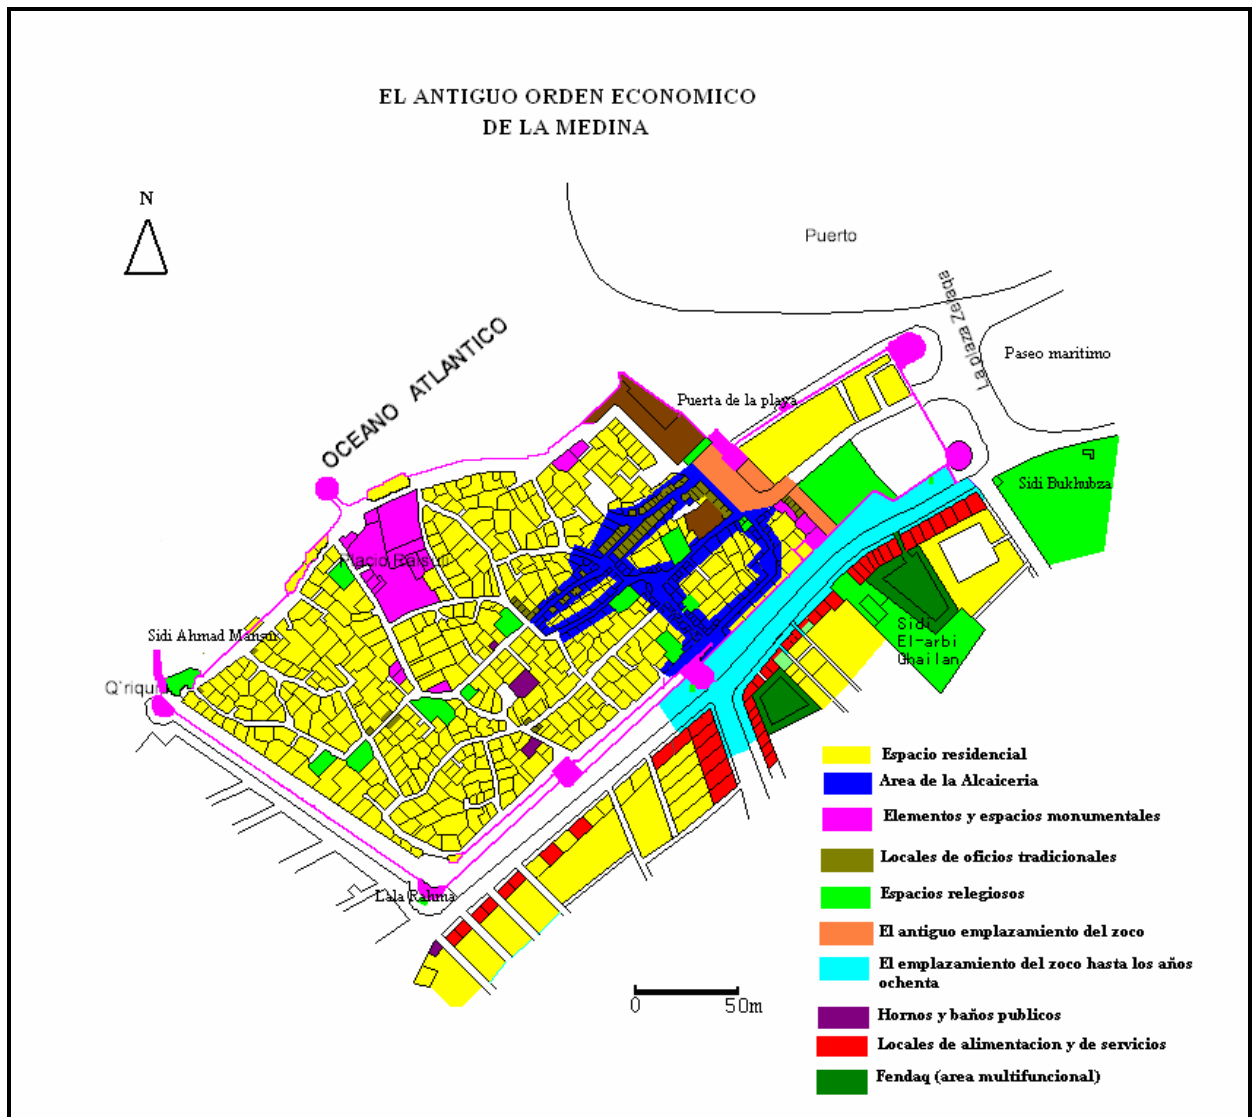 EL ANTIGUO ORDEN ECONOMICO
DE LA MEDINA
N
Puerto
La plaza Zelaqa
Paseo maritimo
OCEANO ATLANTICO
Puerta de la playa
Sidi Bukhubza
Placio Raisuni
Sidi
El-arbi
Ghailan
Sidi Ahmad Mansur
Lala Rahma
Espacio residencial
Area de la Alcaiceria
Elementos y espacios monumentales
Locales de oficios tradicionales
Espacios relegiosos
El antiguo emplazamiento del zoco
El emplazamiento del zoco hasta los años
ochenta
0 50m
Hornos y baños publicos
Locales de alimentacion y de servicios
Fendaq (area multifuncional)